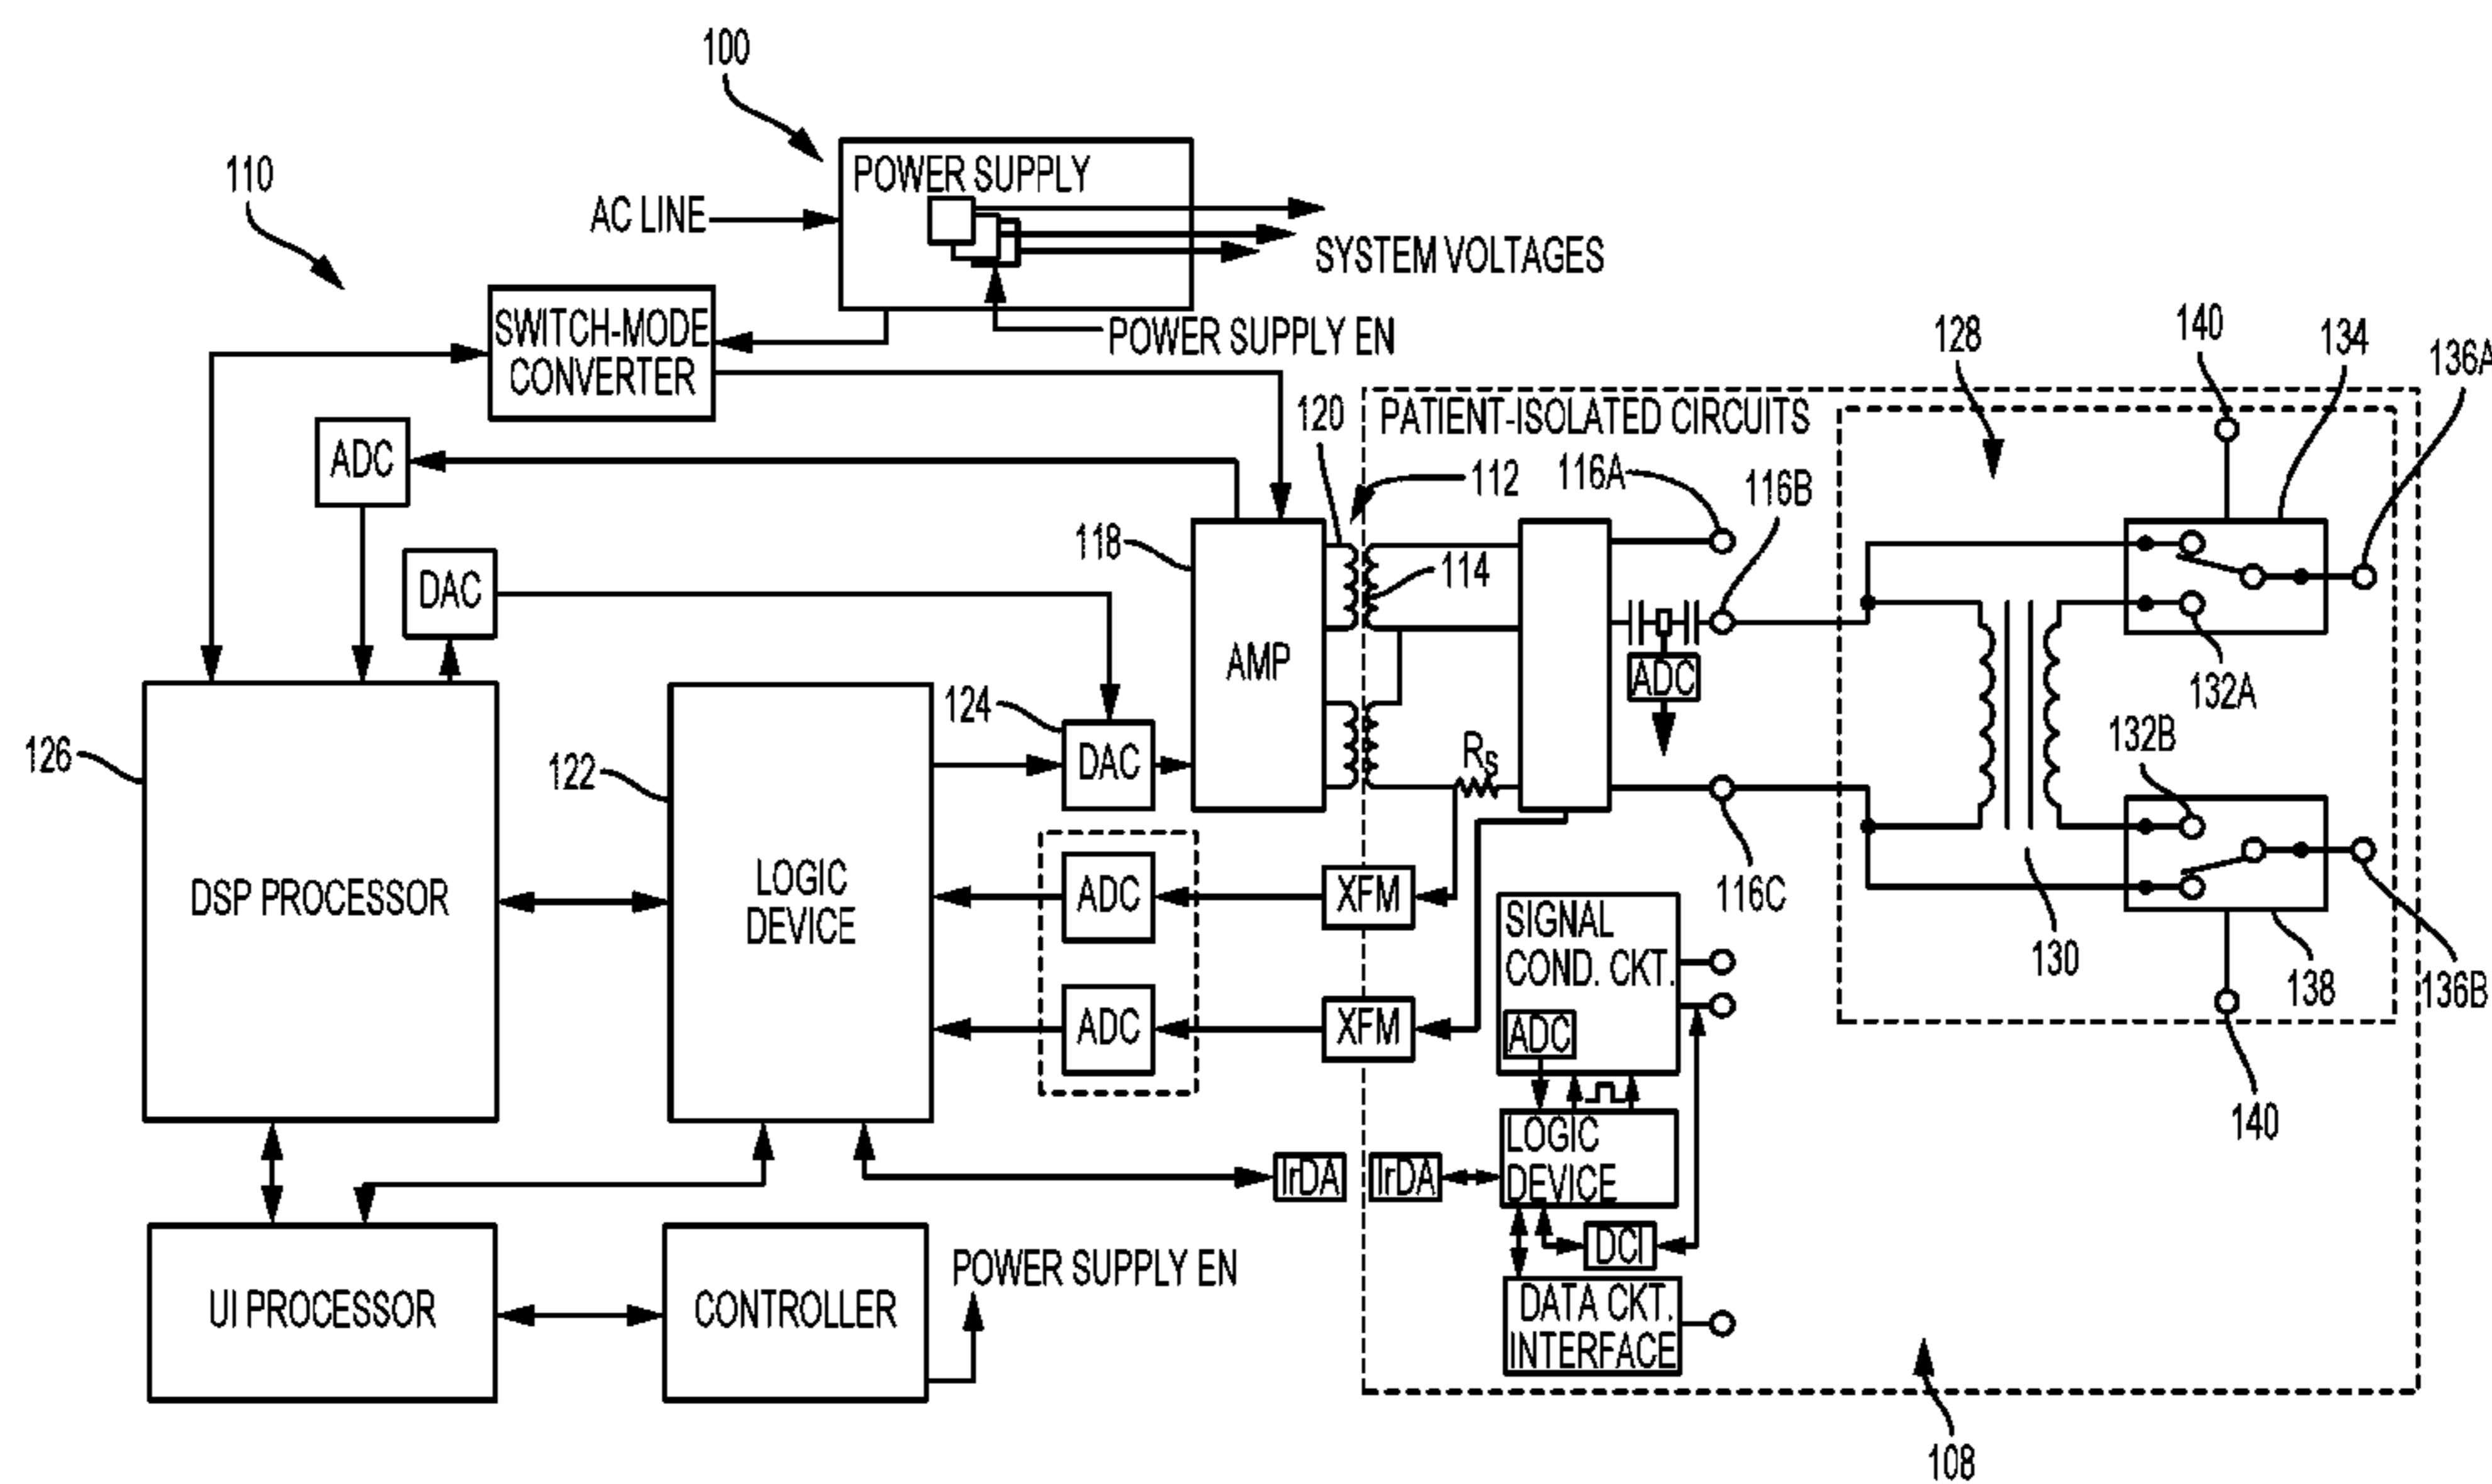 100
110
POWER SUPPLY
AC LINE
SYSTEM VOLTAGES
SWITCH-MODE
CONVERTER
POWER SUPPLY EN
128
140
134
136A
120
PATIENT-ISOLATED CIRCUITS
ADC
112
116A
116B
118
114
DAC
AMP
ADC
132A
124
126
122
DAC
RS
132B
DSP PROCESSOR
LOGIC
DEVICE
ADC
XFM
116C
SIGNAL
COND. CKT.
130
138
136B
ADC
XFM
ADC
140
LOGIC
DEVICE
IrDA
IrDA
DCI
UI PROCESSOR
CONTROLLER
POWER SUPPLY EN
DATA CKT.
INTERFACE
108